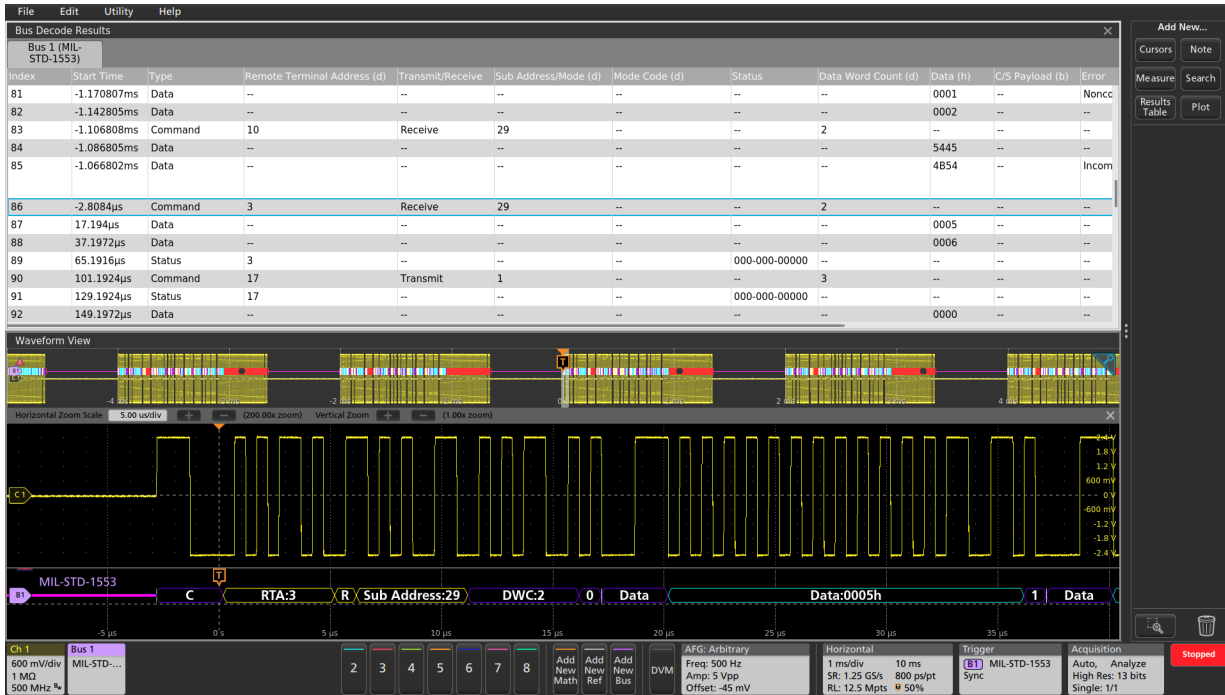 File Edit Utility Help
Bus Decode Results
Bus 1 (MIL-
STD-1553)
Index Start Time Type Remote Terminal Address (d) Transmit/Receive Sub Address/Mode (d) Mode Code (d) Status Data Word Count (d) Data (h) C/S Payload (b) Error
81 -1.170807ms Data -- -- -- -- -- -- 0001 -- Nonco
82 -1.142805ms Data -- -- -- -- -- -- 0002 -- --
83 -1.106808ms Command 10 Receive 29 -- -- 2 -- -- --
84 -1.086805ms Data -- -- -- -- -- -- 5445 -- --
85 -1.066802ms Data -- -- -- -- -- -- 4B54 -- Incom
86 -2.8084µs Command 3 Receive 29 -- -- 2 -- -- --
87 17.194µs Data -- -- -- -- -- -- 0005 -- --
88 37.1972µs Data -- -- -- -- -- -- 0006 -- --
89 65.1916µs Status 3 -- -- -- 000-000-00000 -- -- -- --
90 101.1924µs Command 17 Transmit 1 -- -- 3 -- -- --
91 129.1924µs Status 17 -- -- -- 000-000-00000 -- -- -- --
92 149.1972µs Data -- -- -- -- -- -- 0000 -- --
Add New...
Cursors Note
Measure Search
Results
Table
Plot
Waveform View
B1
T
Horizontal Zoom Scale 5.00 us/div + − (200.00x zoom) Vertical Zoom + − (1.00x zoom)
2.4 V
1.8 V
1.2 V
600 mV
0 V
-600 mV
-1.2 V
-1.8 V
-2.4 V
C1
MIL-STD-1553
T
B1 C RTA:3 R Sub Address:29 DWC:2 0 Data Data:0005h 1 Data
-5 µs 0 s 5 µs 10 µs 15 µs 20 µs 25 µs 30 µs 35 µs
Ch 1
600 mV/div
1 MΩ
500 MHz Bw
Bus 1
MIL-STD-...
2 3 4 5 6 7 8
Add
New
Math
Add
New
Ref
Add
New
Bus
DVM
AFG: Arbitrary
Freq: 500 Hz
Amp: 5 Vpp
Offset: -45 mV
Horizontal
1 ms/div 10 ms
SR: 1.25 GS/s 800 ps/pt
RL: 12.5 Mpts 50%
Trigger
B1 MIL-STD-1553
Sync
Acquisition
Auto, Analyze
High Res: 13 bits
Single: 1/1
Stopped